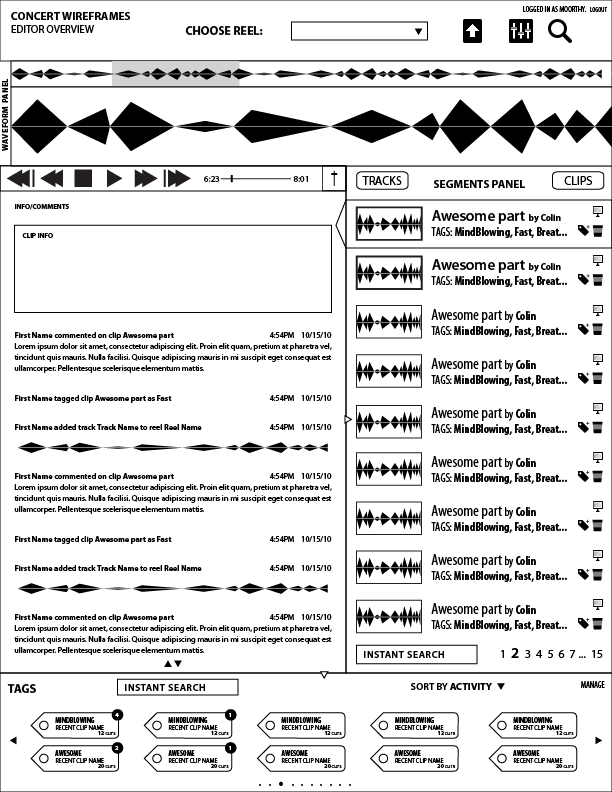 CONCERT WIREFRAMES
EDITOR OVERVIEW
CHOOSE REEL:
LOGGED IN AS MOORTHY. LOGOUT
WAVEFORM PANEL
6:23
8:01
TRACKS
SEGMENTS PANEL
CLIPS
INFO/COMMENTS
CLIP INFO
First Name commented on clip Awesome part 4:54PM 10/15/10
Lorem ipsum dolor sit amet, consectetur adipiscing elit. Proin elit quam, pretium at pharetra vel,
tincidunt quis mauris. Nulla facilisi. Quisque adipiscing mauris in mi suscipit eget consequat est
ullamcorper. Pellentesque scelerisque elementum mattis.
First Name tagged clip Awesome part as Fast 4:54PM 10/15/10
First Name added track Track Name to reel Reel Name 4:54PM 10/15/10
First Name commented on clip Awesome part 4:54PM 10/15/10
Lorem ipsum dolor sit amet, consectetur adipiscing elit. Proin elit quam, pretium at pharetra vel,
tincidunt quis mauris. Nulla facilisi. Quisque adipiscing mauris in mi suscipit eget consequat est
ullamcorper. Pellentesque scelerisque elementum mattis.
First Name tagged clip Awesome part as Fast 4:54PM 10/15/10
First Name added track Track Name to reel Reel Name 4:54PM 10/15/10
First Name commented on clip Awesome part 4:54PM 10/15/10
Lorem ipsum dolor sit amet, consectetur adipiscing elit. Proin elit quam, pretium at pharetra vel,
tincidunt quis mauris. Nulla facilisi. Quisque adipiscing mauris in mi suscipit eget consequat est
ullamcorper. Pellentesque scelerisque elementum mattis.
Awesome part by Colin
TAGS: MindBlowing, Fast, Breat...
Awesome part by Colin
TAGS: MindBlowing, Fast, Breat...
Awesome part by Colin
TAGS: MindBlowing, Fast, Breat...
Awesome part by Colin
TAGS: MindBlowing, Fast, Breat...
Awesome part by Colin
TAGS: MindBlowing, Fast, Breat...
Awesome part by Colin
TAGS: MindBlowing, Fast, Breat...
Awesome part by Colin
TAGS: MindBlowing, Fast, Breat...
Awesome part by Colin
TAGS: MindBlowing, Fast, Breat...
Awesome part by Colin
TAGS: MindBlowing, Fast, Breat...
INSTANT SEARCH
1 2 3 4 5 6 7 ... 15
TAGS
INSTANT SEARCH
SORT BY ACTIVITY
MANAGE
MINDBLOWING 4
RECENT CLIP NAME
12 CLIPS
MINDBLOWING 1
RECENT CLIP NAME
12 CLIPS
MINDBLOWING
RECENT CLIP NAME
12 CLIPS
MINDBLOWING
RECENT CLIP NAME
12 CLIPS
MINDBLOWING
RECENT CLIP NAME
12 CLIPS
AWESOME 2
RECENT CLIP NAME
20 CLIPS
AWESOME 1
RECENT CLIP NAME
20 CLIPS
AWESOME
RECENT CLIP NAME
20 CLIPS
AWESOME
RECENT CLIP NAME
20 CLIPS
AWESOME
RECENT CLIP NAME
20 CLIPS